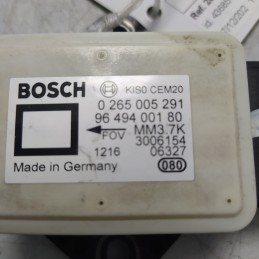 BOSCH KIS0 CEM20
0 265 005 291
96 494 001 80
MM3.7K
FOV 3006154
1216 06327
Made in Germany 080